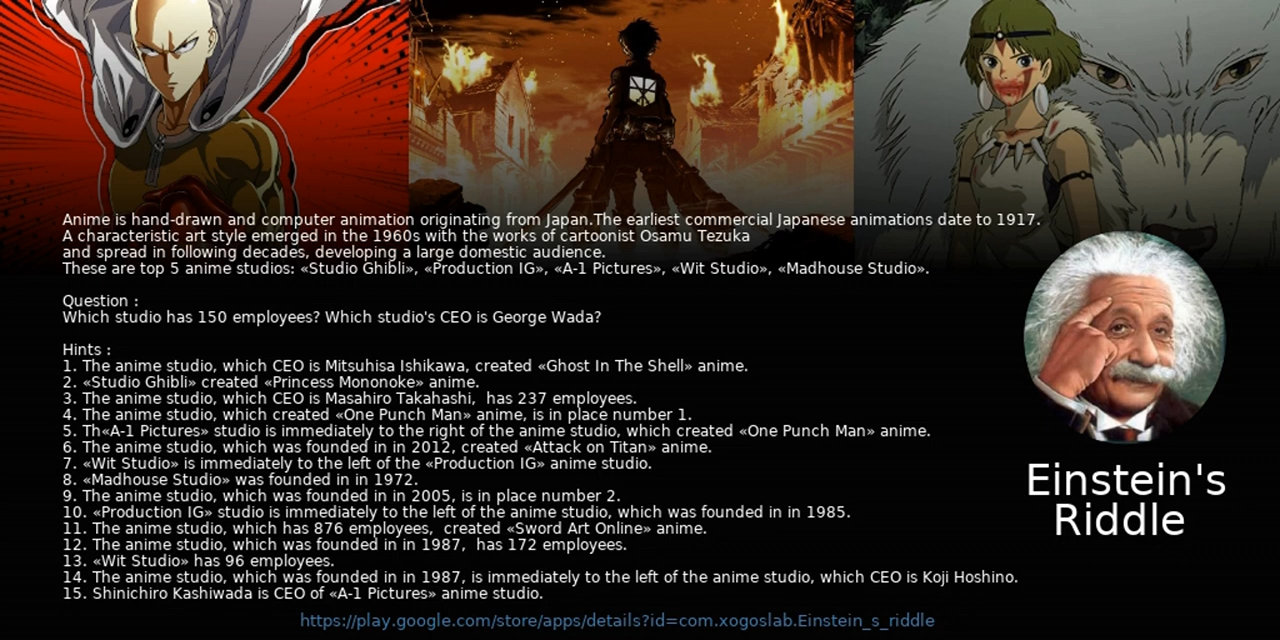 Anime is hand-drawn and computer animation originating from Japan.The earliest commercial Japanese animations date to 1917.
A characteristic art style emerged in the 1960s with the works of cartoonist Osamu Tezuka
and spread in following decades, developing a large domestic audience.
These are top 5 anime studios: «Studio Ghibli», «Production IG», «A-1 Pictures», «Wit Studio», «Madhouse Studio».
Question :
Which studio has 150 employees? Which studio's CEO is George Wada?
Hints :
1. The anime studio, which CEO is Mitsuhisa Ishikawa, created «Ghost In The Shell» anime.
2. «Studio Ghibli» created «Princess Mononoke» anime.
3. The anime studio, which CEO is Masahiro Takahashi,  has 237 employees.
4. The anime studio, which created «One Punch Man» anime, is in place number 1.
5. Th«A-1 Pictures» studio is immediately to the right of the anime studio, which created «One Punch Man» anime.
6. The anime studio, which was founded in in 2012, created «Attack on Titan» anime.
7. «Wit Studio» is immediately to the left of the «Production IG» anime studio.
8. «Madhouse Studio» was founded in in 1972.
9. The anime studio, which was founded in in 2005, is in place number 2.
10. «Production IG» studio is immediately to the left of the anime studio, which was founded in in 1985.
11. The anime studio, which has 876 employees,  created «Sword Art Online» anime.
12. The anime studio, which was founded in in 1987,  has 172 employees.
13. «Wit Studio» has 96 employees.
14. The anime studio, which was founded in in 1987, is immediately to the left of the anime studio, which CEO is Koji Hoshino.
15. Shinichiro Kashiwada is CEO of «A-1 Pictures» anime studio.
Einstein's
Riddle
https://play.google.com/store/apps/details?id=com.xogoslab.Einstein_s_riddle